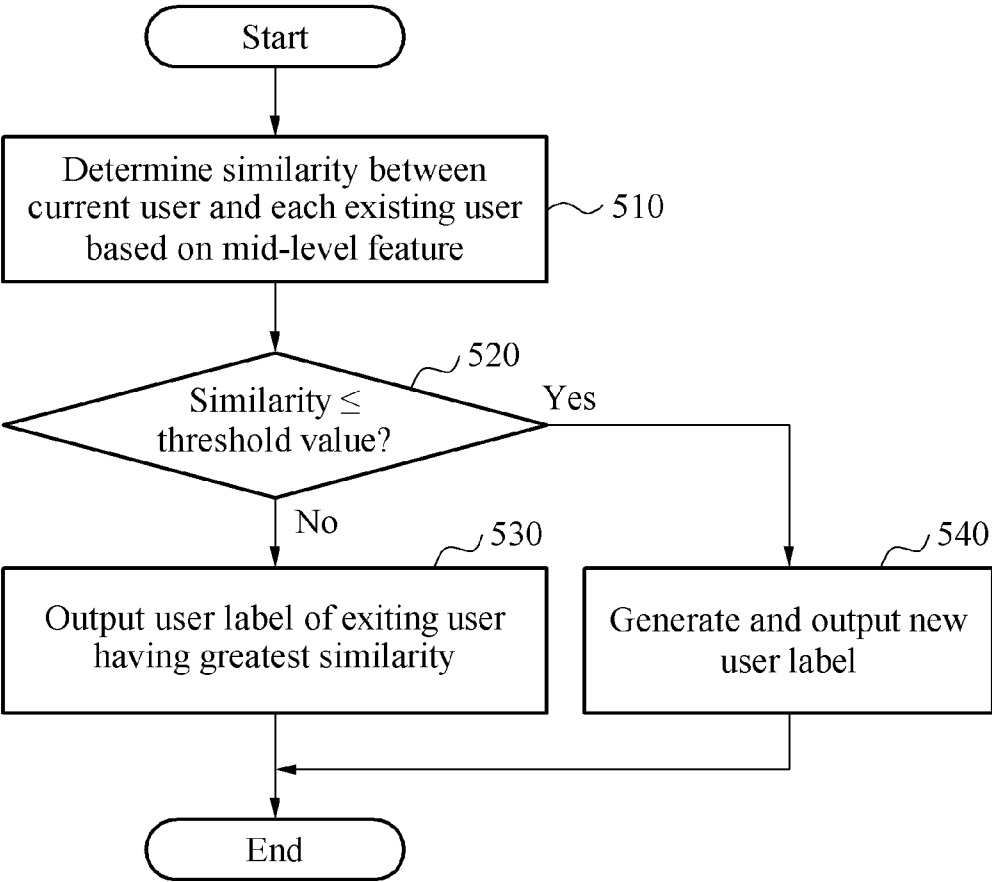 Start
Determine similarity between
current user and each existing user
based on mid-level feature
510
520
Similarity ≤
threshold value?
Yes
No
530
Output user label of exiting user
having greatest similarity
540
Generate and output new
user label
End